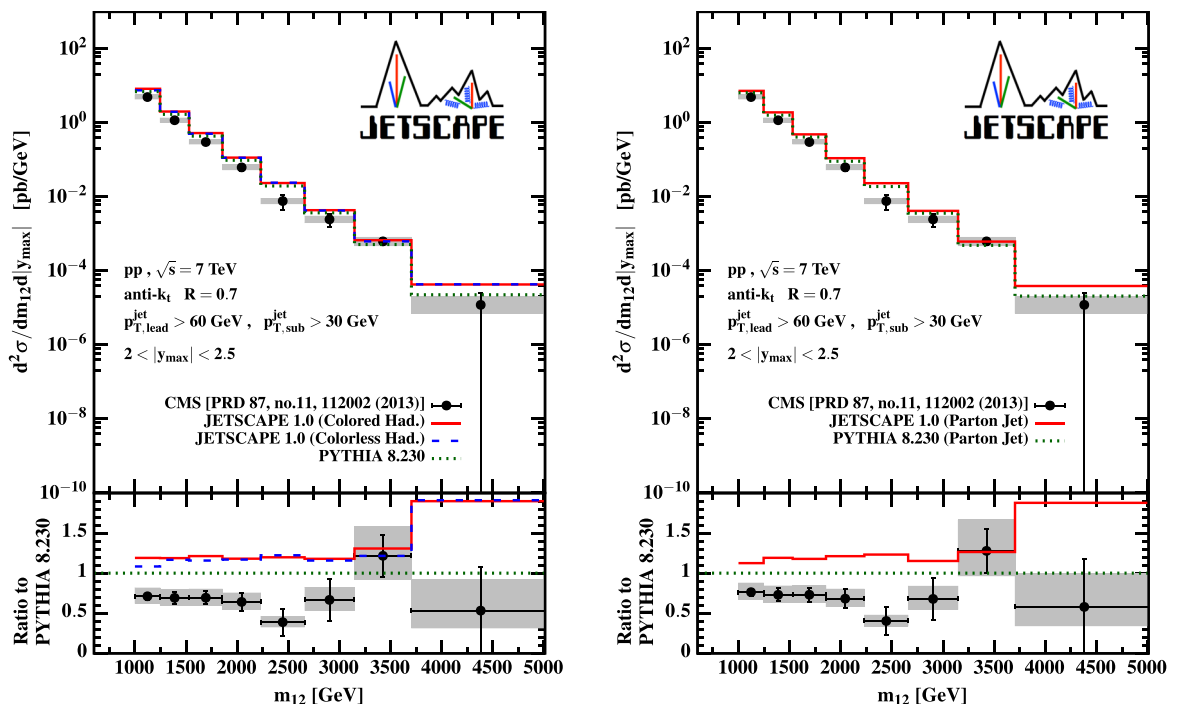 10²
10⁰
10⁻²
10⁻⁴
10⁻⁶
10⁻⁸
10⁻¹⁰
d²σ/dm₁₂d|y_max| [pb/GeV]
JETSCAPE
pp , √s = 7 TeV
anti-k_t R = 0.7
p_T,lead^jet > 60 GeV , p_T,sub^jet > 30 GeV
2 < |y_max| < 2.5
CMS [PRD 87, no.11, 112002 (2013)]
JETSCAPE 1.0 (Colored Had.)
JETSCAPE 1.0 (Colorless Had.)
PYTHIA 8.230
Ratio to
PYTHIA 8.230
1.5
1
0.5
0
1000 1500 2000 2500 3000 3500 4000 4500 5000
m₁₂ [GeV]
10²
10⁰
10⁻²
10⁻⁴
10⁻⁶
10⁻⁸
10⁻¹⁰
d²σ/dm₁₂d|y_max| [pb/GeV]
JETSCAPE
pp , √s = 7 TeV
anti-k_t R = 0.7
p_T,lead^jet > 60 GeV , p_T,sub^jet > 30 GeV
2 < |y_max| < 2.5
CMS [PRD 87, no.11, 112002 (2013)]
JETSCAPE 1.0 (Parton Jet)
PYTHIA 8.230 (Parton Jet)
Ratio to
PYTHIA 8.230
1.5
1
0.5
0
1000 1500 2000 2500 3000 3500 4000 4500 5000
m₁₂ [GeV]